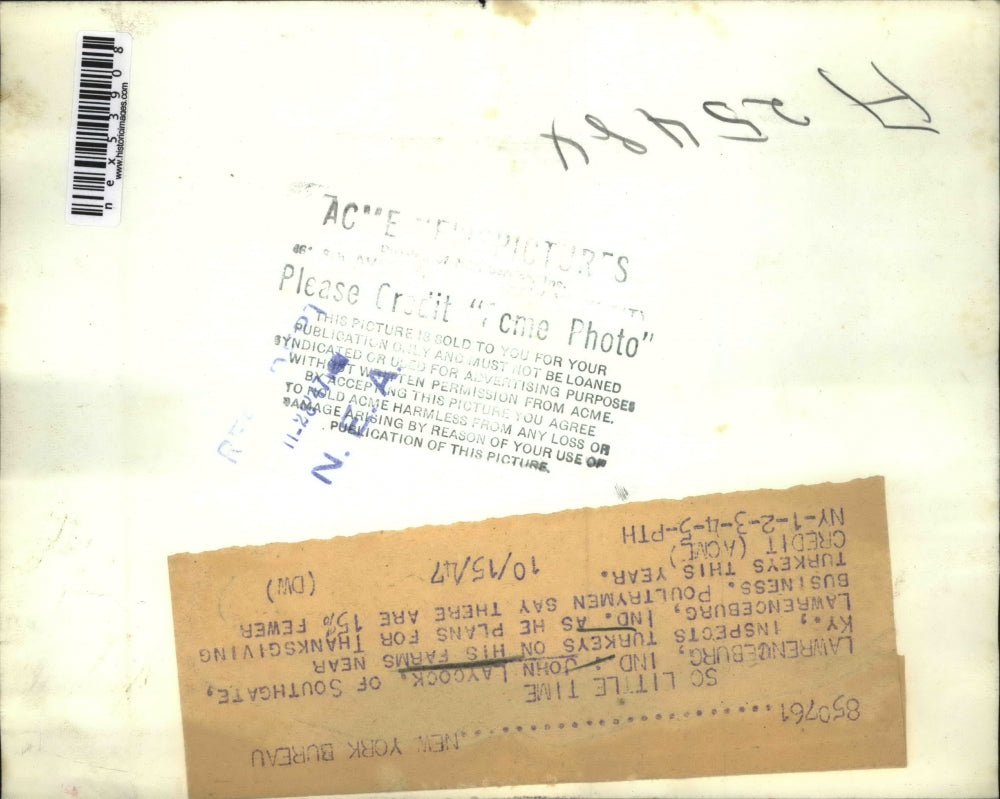 nex53908
www.historicimages.com
A 25484
Please Credit "Acme Photo"
THIS PICTURE IS SOLD TO YOU FOR YOUR
PUBLICATION ONLY AND MUST NOT BE LOANED
SYNDICATED OR USED FOR ADVERTISING PURPOSES
WITHOUT WRITTEN PERMISSION FROM ACME.
BY ACCEPTING THIS PICTURE YOU AGREE
TO HOLD ACME HARMLESS FROM ANY LOSS OR
DAMAGE ARISING BY REASON OF YOUR USE OR
PUBLICATION OF THIS PICTURE.
N. E. A.
850761....................NEW YORK BUREAU
SO LITTLE TIME
LAWRENCEBURG, IND.: JOHN LAYCOCK, OF SOUTHGATE,
KY., INSPECTS TURKEYS ON HIS FARMS NEAR
LAWRENCEBURG, IND. AS HE PLANS FOR THANKSGIVING
BUSINESS. POULTRYMEN SAY THERE ARE 15% FEWER
TURKEYS THIS YEAR.
CREDIT (ACME) 10/15/47 (DW)
NY-1-2-3-4-5-PTH